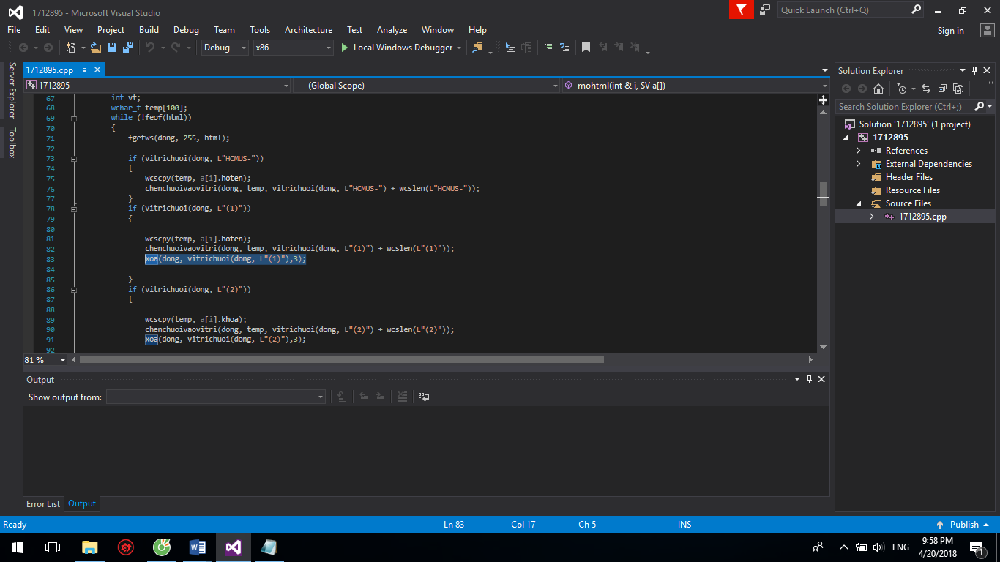 1712895 - Microsoft Visual Studio
Quick Launch (Ctrl+Q)
File Edit View Project Build Debug Team Tools Architecture Test Analyze Window Help
Sign in
Debug x86 Local Windows Debugger
Server Explorer
Toolbox
1712895.cpp
1712895 (Global Scope) mohtml(int & i, SV a[])
67 int vt;
68 wchar_t temp[100];
69 while (!feof(html))
70 {
71 fgetws(dong, 255, html);
72
73 if (vitrichuoi(dong, L"HCMUS-"))
74 {
75 wcscpy(temp, a[i].hoten);
76 chenchuoivaovitri(dong, temp, vitrichuoi(dong, L"HCMUS-") + wcslen(L"HCMUS-"));
77 }
78 if (vitrichuoi(dong, L"(1)"))
79 {
80
81 wcscpy(temp, a[i].hoten);
82 chenchuoivaovitri(dong, temp, vitrichuoi(dong, L"(1)") + wcslen(L"(1)"));
83 xoa(dong, vitrichuoi(dong, L"(1)"),3);
84
85 }
86 if (vitrichuoi(dong, L"(2)"))
87 {
88
89 wcscpy(temp, a[i].khoa);
90 chenchuoivaovitri(dong, temp, vitrichuoi(dong, L"(2)") + wcslen(L"(2)"));
91 xoa(dong, vitrichuoi(dong, L"(2)"),3);
92
81 %
Output
Show output from:
Error List Output
Solution Explorer
Search Solution Explorer (Ctrl+;)
Solution '1712895' (1 project)
1712895
References
External Dependencies
Header Files
Resource Files
Source Files
1712895.cpp
Ready Ln 83 Col 17 Ch 5 INS Publish
ENG
9:58 PM
4/20/2018
1